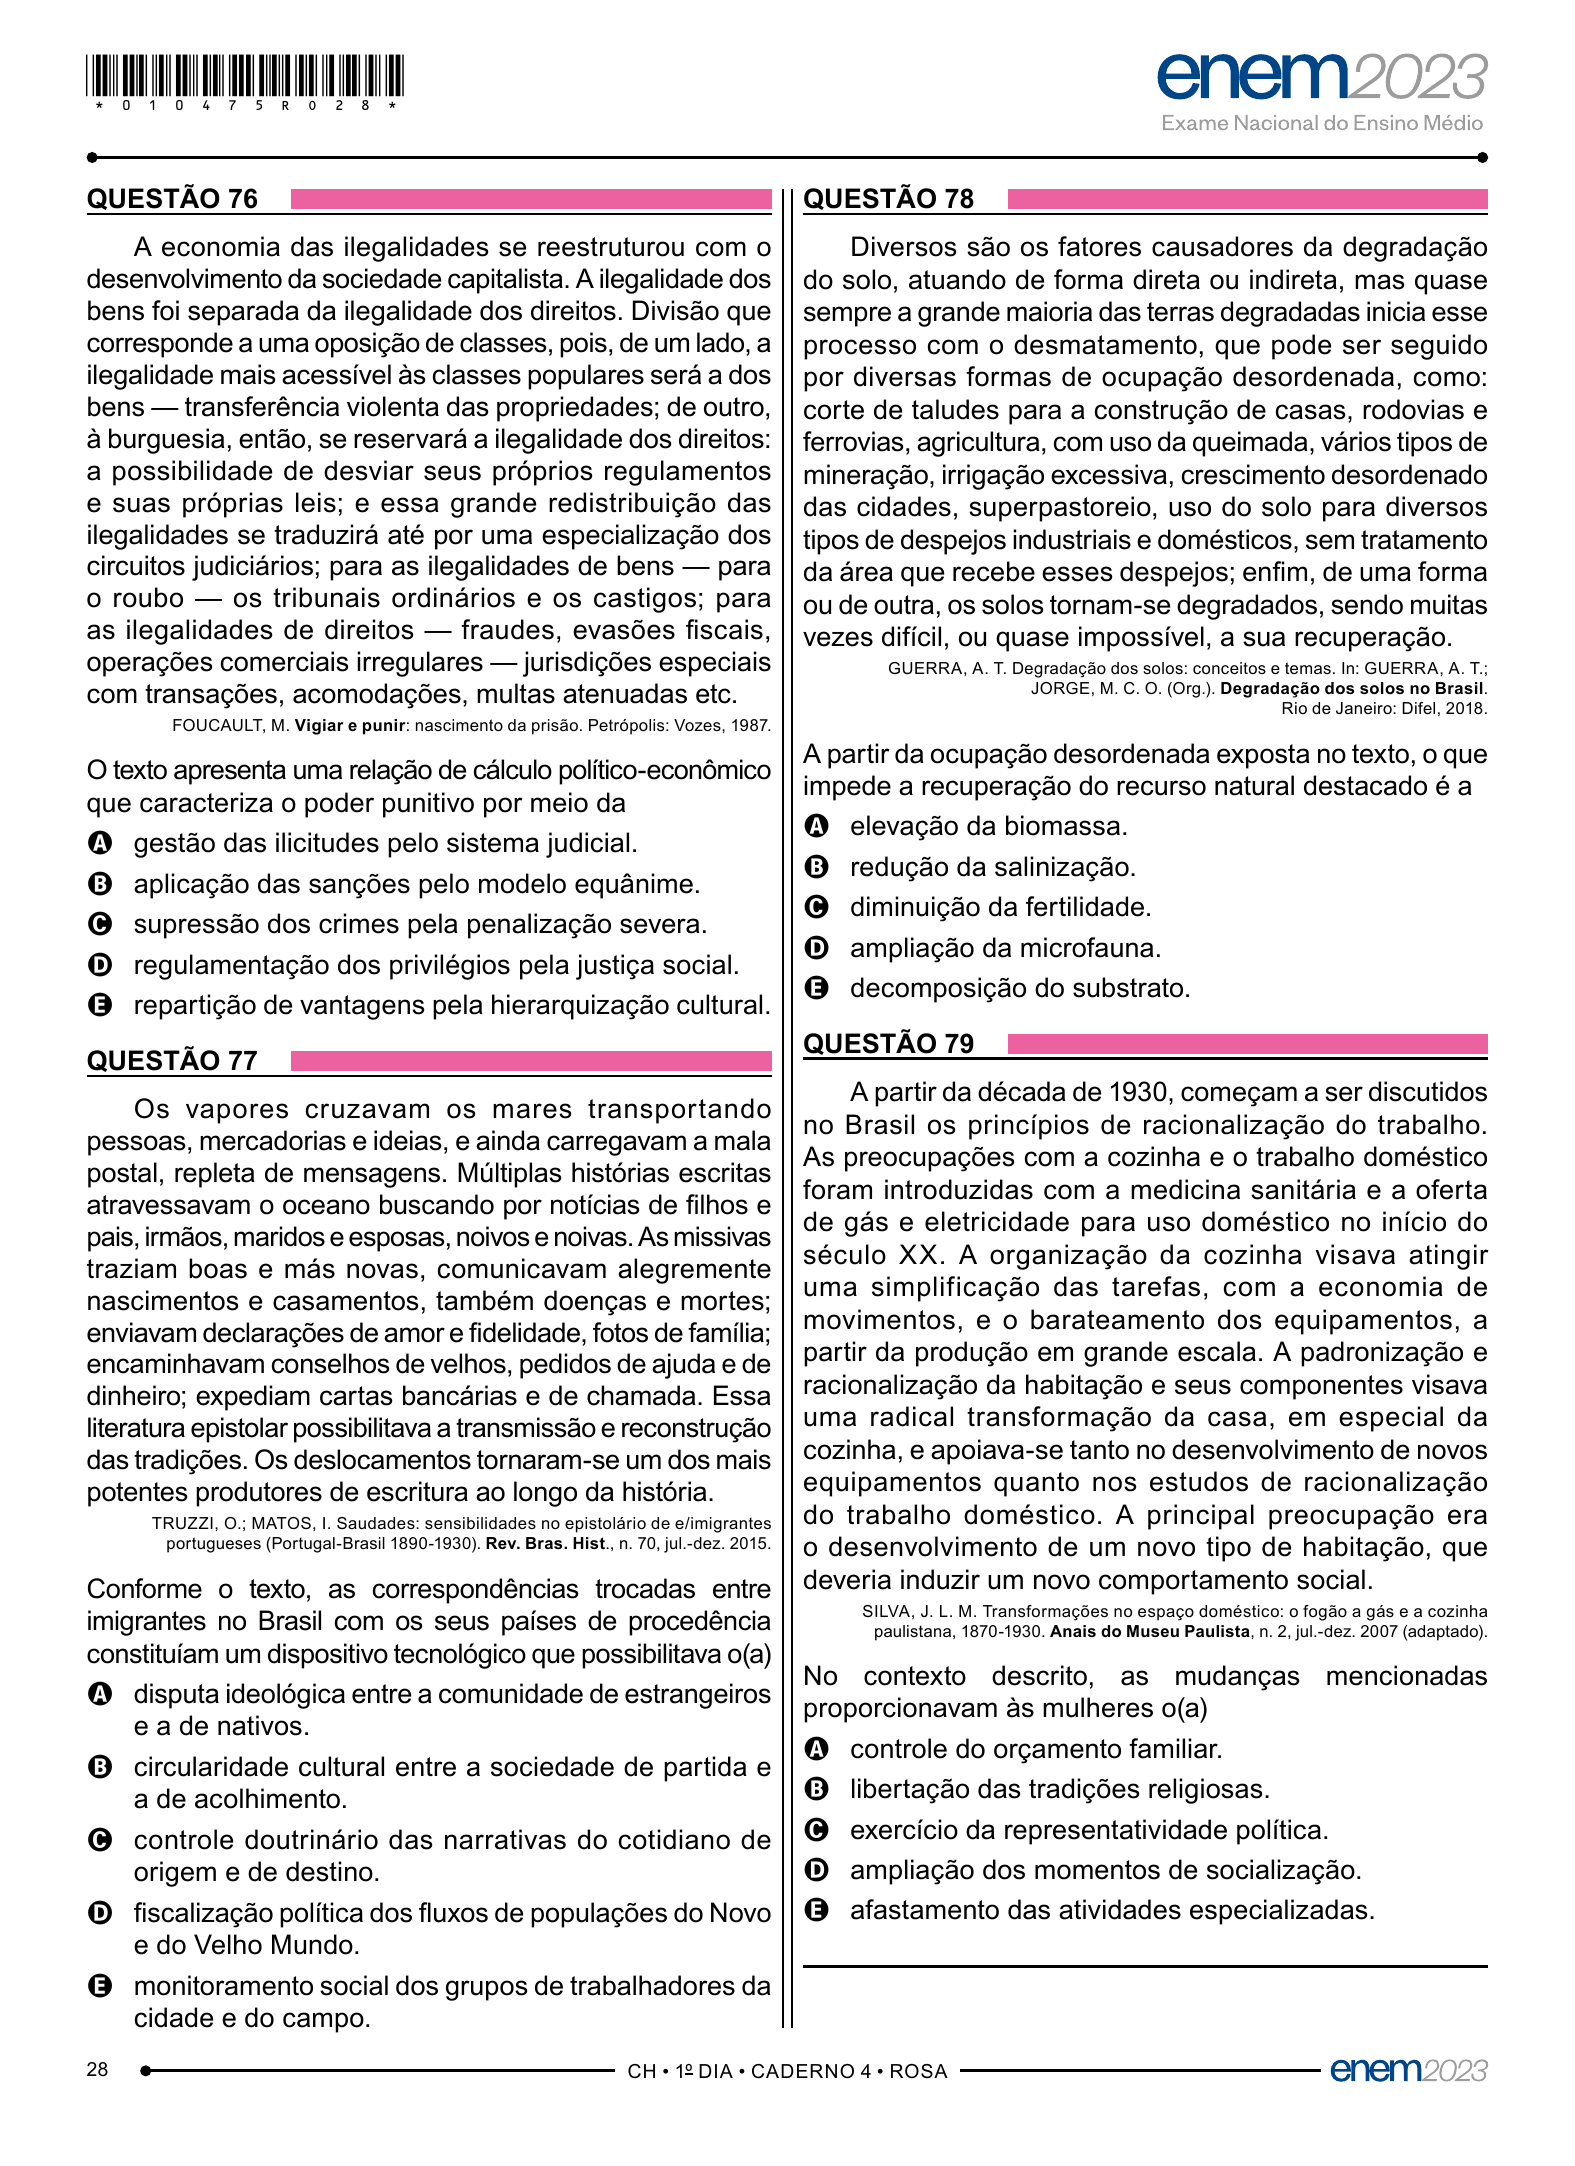 *010475R028*
enem2023
Exame Nacional do Ensino Médio
QUESTÃO 76
A economia das ilegalidades se reestruturou com o
desenvolvimento da sociedade capitalista. A ilegalidade dos
bens foi separada da ilegalidade dos direitos. Divisão que
corresponde a uma oposição de classes, pois, de um lado, a
ilegalidade mais acessível às classes populares será a dos
bens — transferência violenta das propriedades; de outro,
à burguesia, então, se reservará a ilegalidade dos direitos:
a possibilidade de desviar seus próprios regulamentos
e suas próprias leis; e essa grande redistribuição das
ilegalidades se traduzirá até por uma especialização dos
circuitos judiciários; para as ilegalidades de bens — para
o roubo — os tribunais ordinários e os castigos; para
as ilegalidades de direitos — fraudes, evasões fiscais,
operações comerciais irregulares — jurisdições especiais
com transações, acomodações, multas atenuadas etc.
FOUCAULT, M. Vigiar e punir: nascimento da prisão. Petrópolis: Vozes, 1987.
O texto apresenta uma relação de cálculo político-econômico
que caracteriza o poder punitivo por meio da
A gestão das ilicitudes pelo sistema judicial.
B aplicação das sanções pelo modelo equânime.
C supressão dos crimes pela penalização severa.
D regulamentação dos privilégios pela justiça social.
E repartição de vantagens pela hierarquização cultural.
QUESTÃO 77
Os vapores cruzavam os mares transportando
pessoas, mercadorias e ideias, e ainda carregavam a mala
postal, repleta de mensagens. Múltiplas histórias escritas
atravessavam o oceano buscando por notícias de filhos e
pais, irmãos, maridos e esposas, noivos e noivas. As missivas
traziam boas e más novas, comunicavam alegremente
nascimentos e casamentos, também doenças e mortes;
enviavam declarações de amor e fidelidade, fotos de família;
encaminhavam conselhos de velhos, pedidos de ajuda e de
dinheiro; expediam cartas bancárias e de chamada. Essa
literatura epistolar possibilitava a transmissão e reconstrução
das tradições. Os deslocamentos tornaram-se um dos mais
potentes produtores de escritura ao longo da história.
TRUZZI, O.; MATOS, I. Saudades: sensibilidades no epistolário de e/imigrantes
portugueses (Portugal-Brasil 1890-1930). Rev. Bras. Hist., n. 70, jul.-dez. 2015.
Conforme o texto, as correspondências trocadas entre
imigrantes no Brasil com os seus países de procedência
constituíam um dispositivo tecnológico que possibilitava o(a)
A disputa ideológica entre a comunidade de estrangeiros
e a de nativos.
B circularidade cultural entre a sociedade de partida e
a de acolhimento.
C controle doutrinário das narrativas do cotidiano de
origem e de destino.
D fiscalização política dos fluxos de populações do Novo
e do Velho Mundo.
E monitoramento social dos grupos de trabalhadores da
cidade e do campo.
QUESTÃO 78
Diversos são os fatores causadores da degradação
do solo, atuando de forma direta ou indireta, mas quase
sempre a grande maioria das terras degradadas inicia esse
processo com o desmatamento, que pode ser seguido
por diversas formas de ocupação desordenada, como:
corte de taludes para a construção de casas, rodovias e
ferrovias, agricultura, com uso da queimada, vários tipos de
mineração, irrigação excessiva, crescimento desordenado
das cidades, superpastoreio, uso do solo para diversos
tipos de despejos industriais e domésticos, sem tratamento
da área que recebe esses despejos; enfim, de uma forma
ou de outra, os solos tornam-se degradados, sendo muitas
vezes difícil, ou quase impossível, a sua recuperação.
GUERRA, A. T. Degradação dos solos: conceitos e temas. In: GUERRA, A. T.;
JORGE, M. C. O. (Org.). Degradação dos solos no Brasil.
Rio de Janeiro: Difel, 2018.
A partir da ocupação desordenada exposta no texto, o que
impede a recuperação do recurso natural destacado é a
A elevação da biomassa.
B redução da salinização.
C diminuição da fertilidade.
D ampliação da microfauna.
E decomposição do substrato.
QUESTÃO 79
A partir da década de 1930, começam a ser discutidos
no Brasil os princípios de racionalização do trabalho.
As preocupações com a cozinha e o trabalho doméstico
foram introduzidas com a medicina sanitária e a oferta
de gás e eletricidade para uso doméstico no início do
século XX. A organização da cozinha visava atingir
uma simplificação das tarefas, com a economia de
movimentos, e o barateamento dos equipamentos, a
partir da produção em grande escala. A padronização e
racionalização da habitação e seus componentes visava
uma radical transformação da casa, em especial da
cozinha, e apoiava-se tanto no desenvolvimento de novos
equipamentos quanto nos estudos de racionalização
do trabalho doméstico. A principal preocupação era
o desenvolvimento de um novo tipo de habitação, que
deveria induzir um novo comportamento social.
SILVA, J. L. M. Transformações no espaço doméstico: o fogão a gás e a cozinha
paulistana, 1870-1930. Anais do Museu Paulista, n. 2, jul.-dez. 2007 (adaptado).
No contexto descrito, as mudanças mencionadas
proporcionavam às mulheres o(a)
A controle do orçamento familiar.
B libertação das tradições religiosas.
C exercício da representatividade política.
D ampliação dos momentos de socialização.
E afastamento das atividades especializadas.
28
CH • 1º DIA • CADERNO 4 • ROSA
enem2023